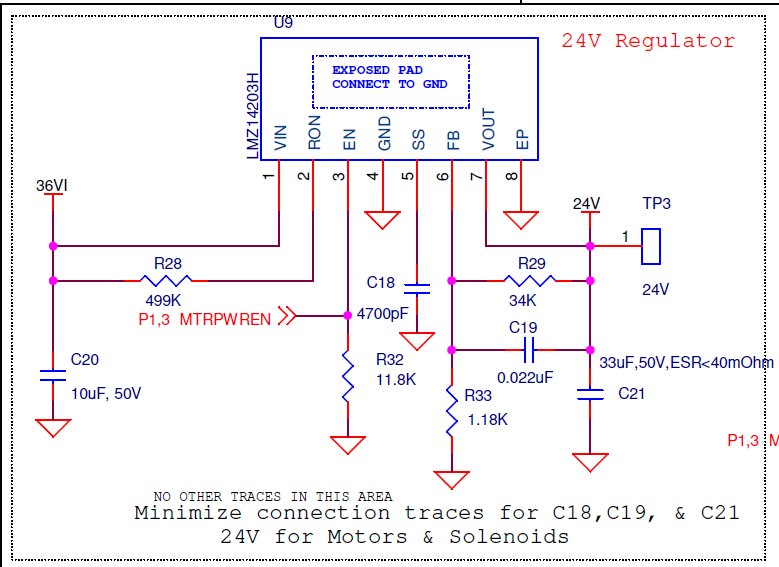 U9
24V Regulator
EXPOSED PAD
CONNECT TO GND
LMZ14203H
VIN
RON
EN
GND
SS
FB
VOUT
EP
1
2
3
4
5
6
7
8
36VI
24V
TP3
1
R28
R29
C18
499K
34K
24V
P1,3 MTRPWREN
4700pF
C19
C20
R32
33uF,50V,ESR<40mOhm
11.8K
0.022uF
10uF, 50V
R33
C21
1.18K
P1,3 M
NO OTHER TRACES IN THIS AREA
Minimize connection traces for C18,C19, & C21
24V for Motors & Solenoids